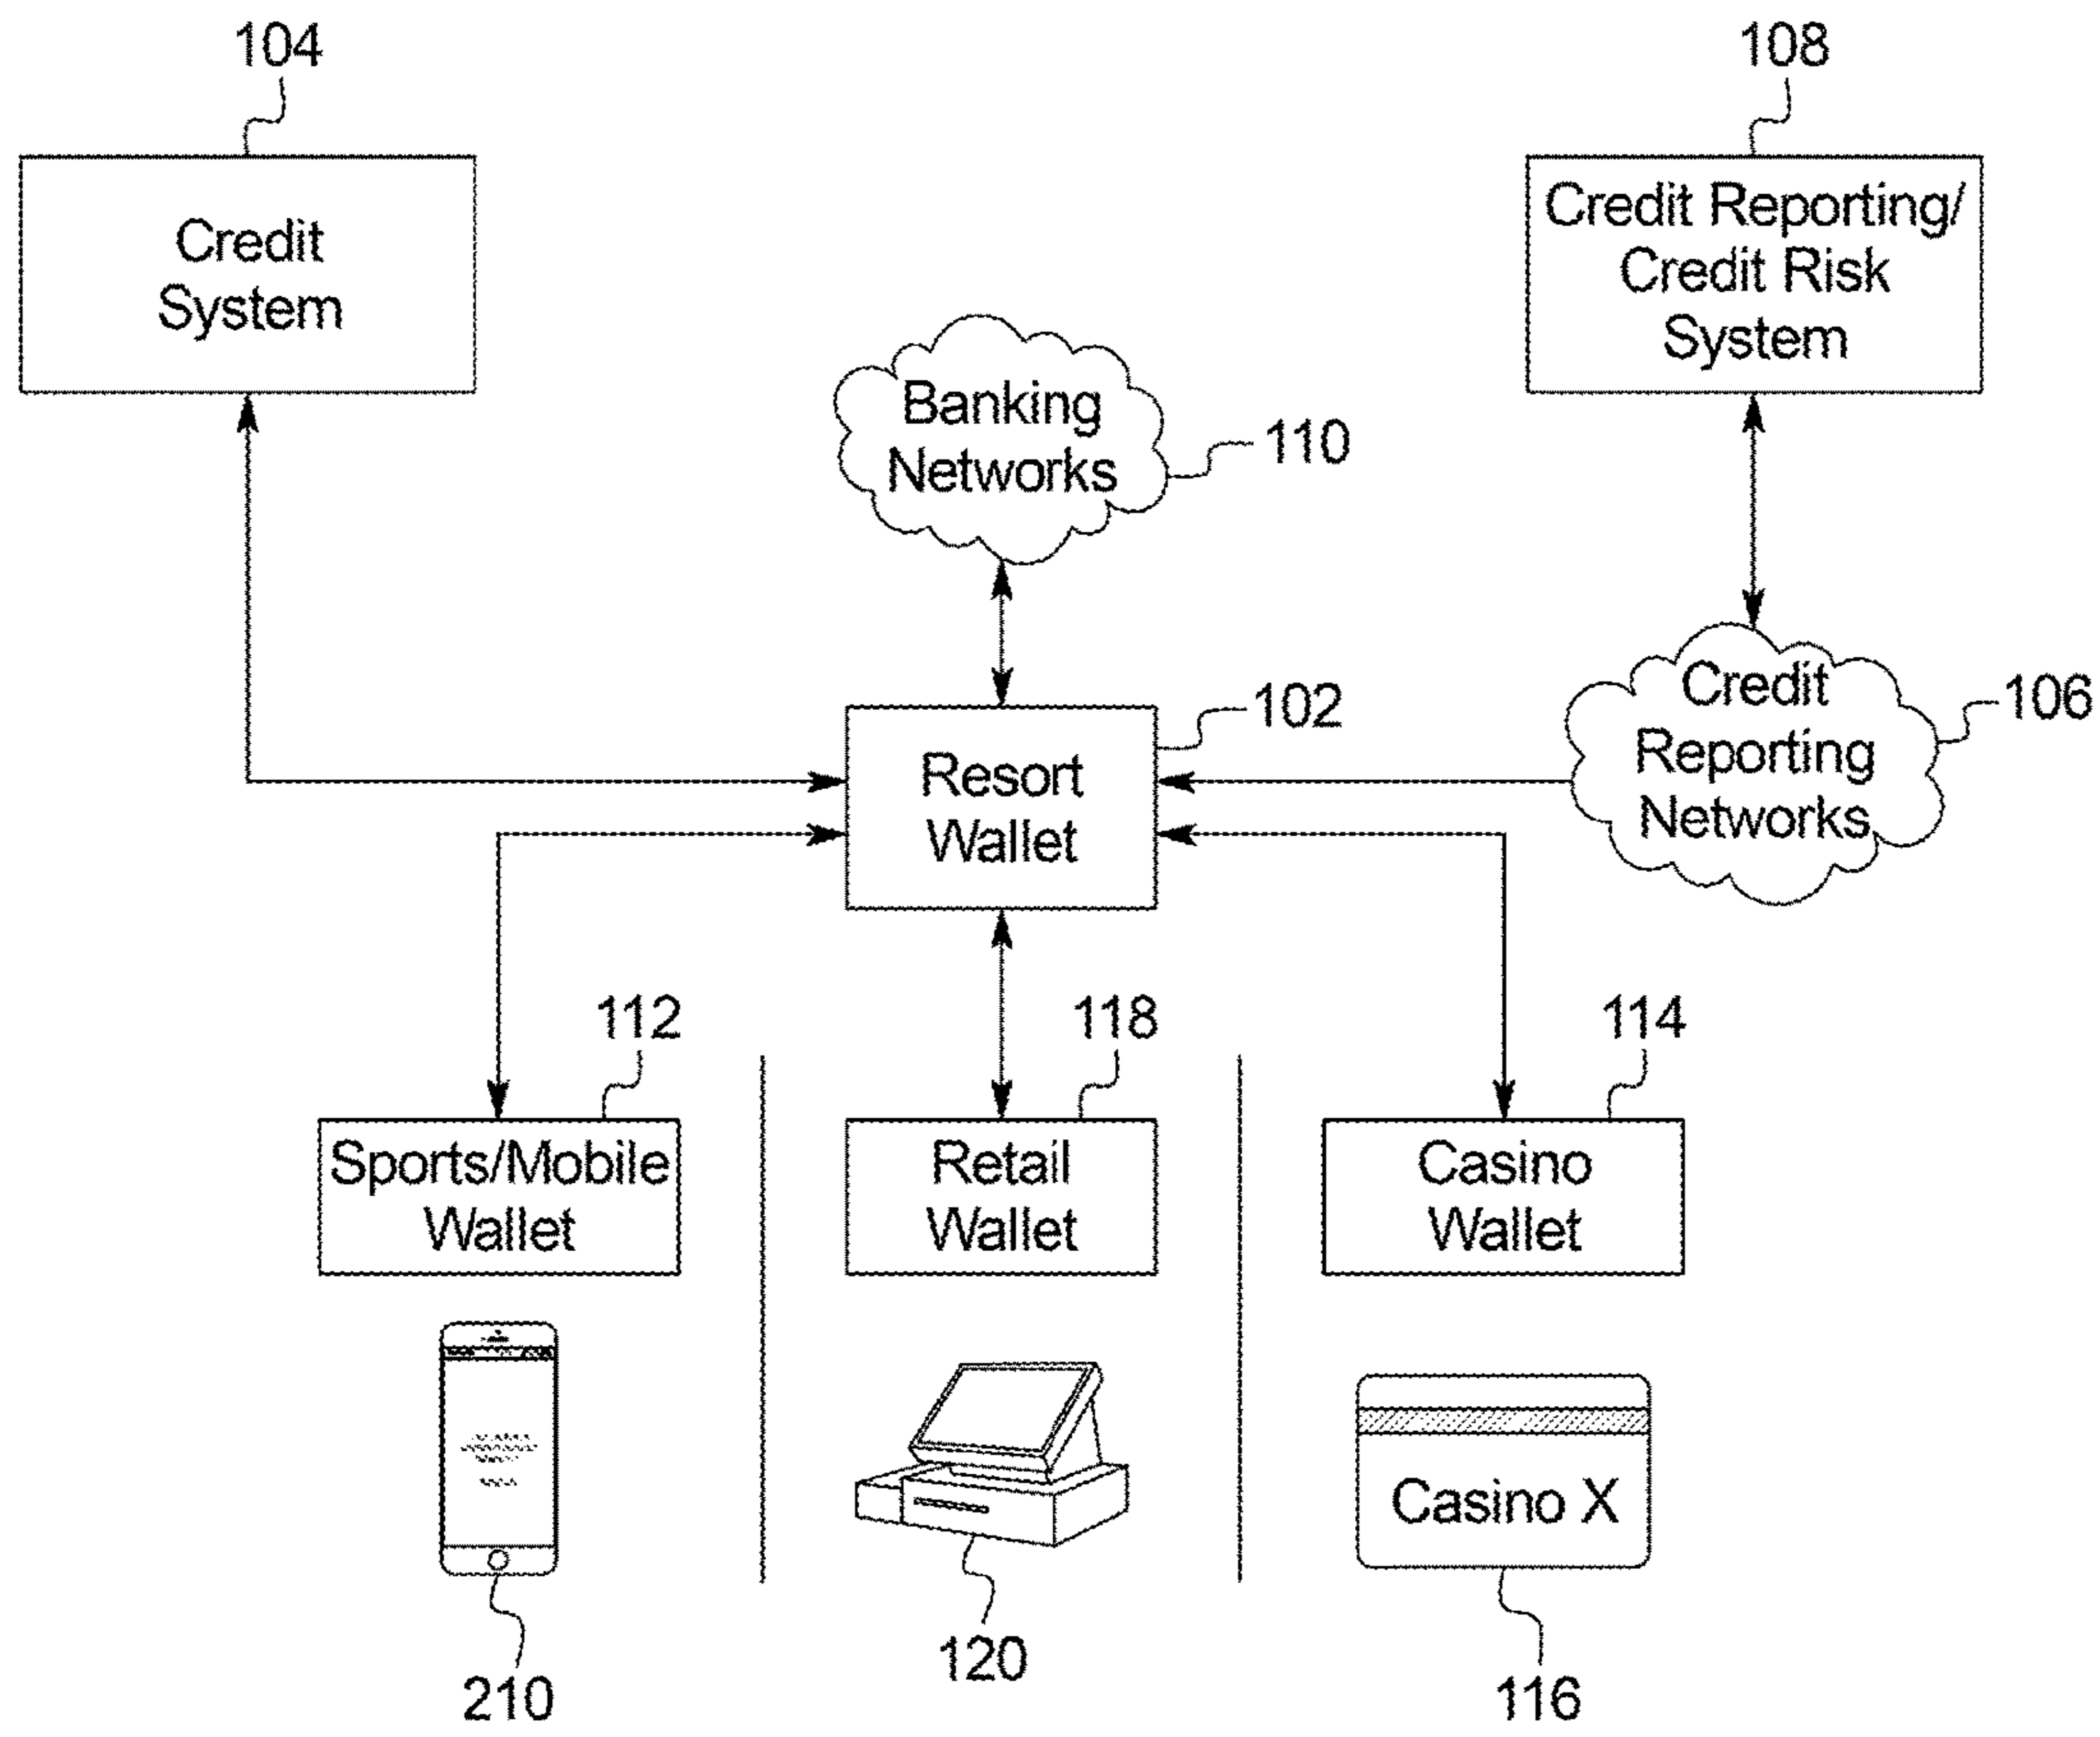 104
108
Credit
System
Credit Reporting/
Credit Risk
System
Banking
Networks
110
102
Resort
Wallet
Credit
Reporting
Networks
106
112
118
114
Sports/Mobile
Wallet
Retail
Wallet
Casino
Wallet
Casino X
210
120
116